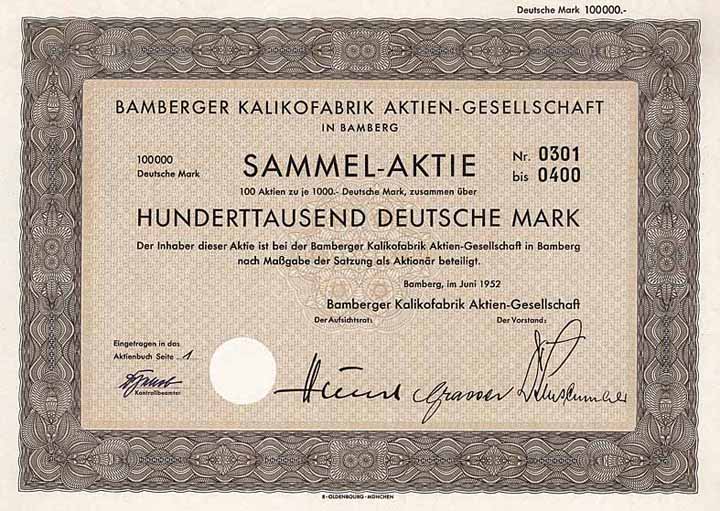 Deutsche Mark 100000.-
BAMBERGER KALIKOFABRIK AKTIEN-GESELLSCHAFT
IN BAMBERG
100000
Deutsche Mark
SAMMEL-AKTIE
Nr. 0301
bis 0400
100 Aktien zu je 1000.- Deutsche Mark, zusammen über
HUNDERTTAUSEND DEUTSCHE MARK
Der Inhaber dieser Aktie ist bei der Bamberger Kalikofabrik Aktien-Gesellschaft in Bamberg
nach Maßgabe der Satzung als Aktionär beteiligt.
Bamberg, im Juni 1952
Bamberger Kalikofabrik Aktien-Gesellschaft
Der Aufsichtsrat:
Der Vorstand:
Eingetragen in das
Aktienbuch Seite 1
Kontrollbeamter
Grasser
R·OLDENBOURG·MÜNCHEN